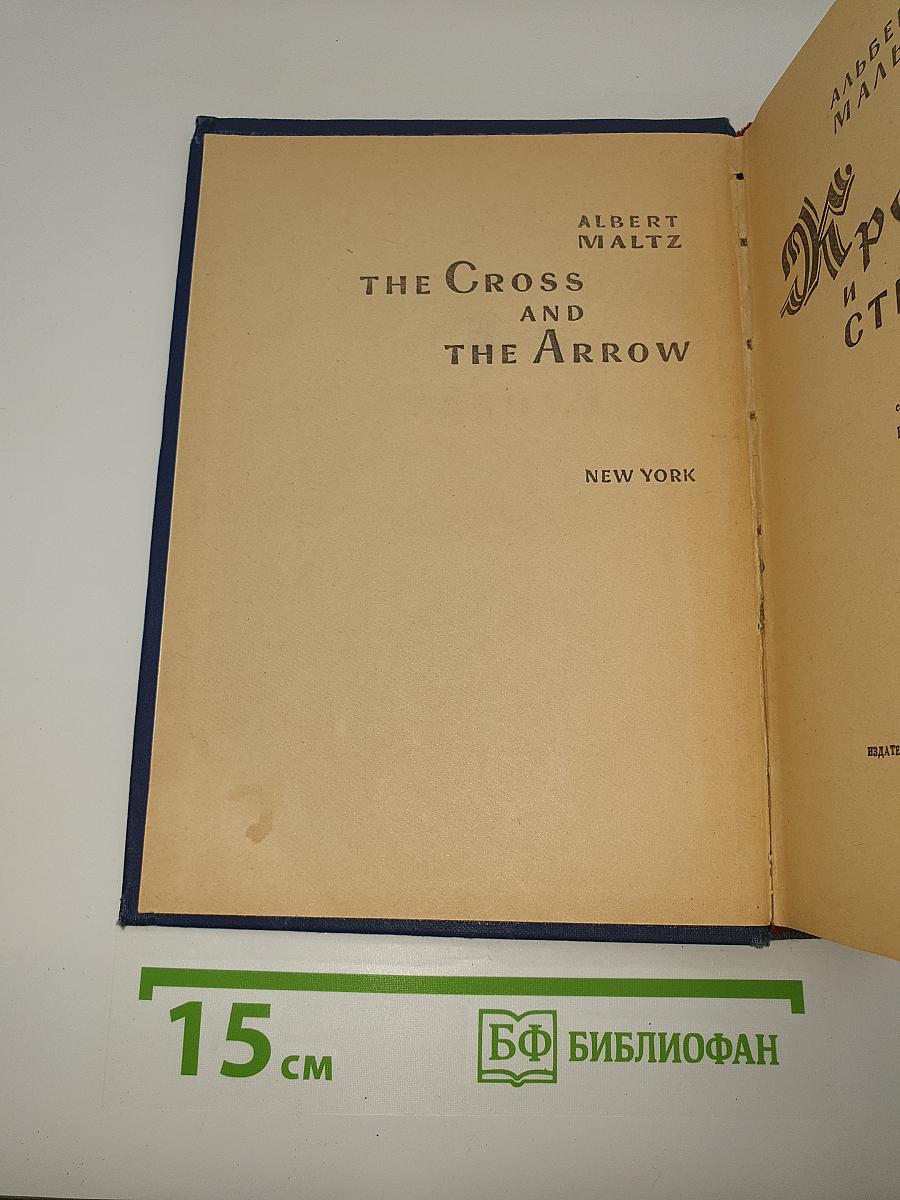 ALBERT
MALTZ
THE CROSS
AND
THE ARROW
NEW YORK
И
15 см
БФ БИБЛИОФАН